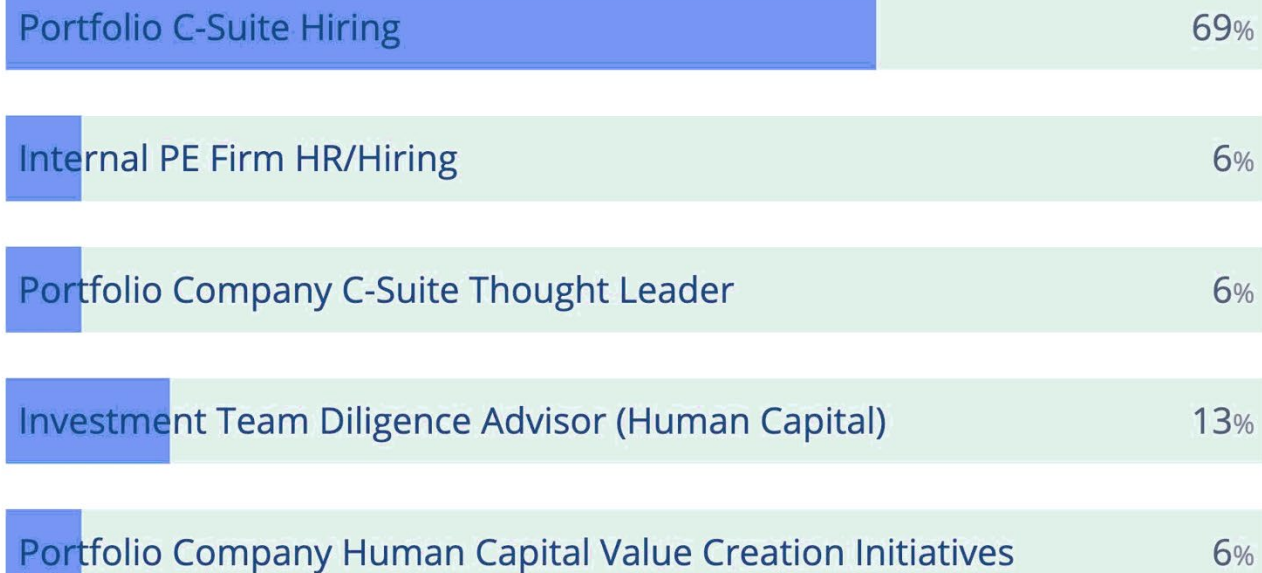 Portfolio C-Suite Hiring 69%
Internal PE Firm HR/Hiring 6%
Portfolio Company C-Suite Thought Leader 6%
Investment Team Diligence Advisor (Human Capital) 13%
Portfolio Company Human Capital Value Creation Initiatives 6%